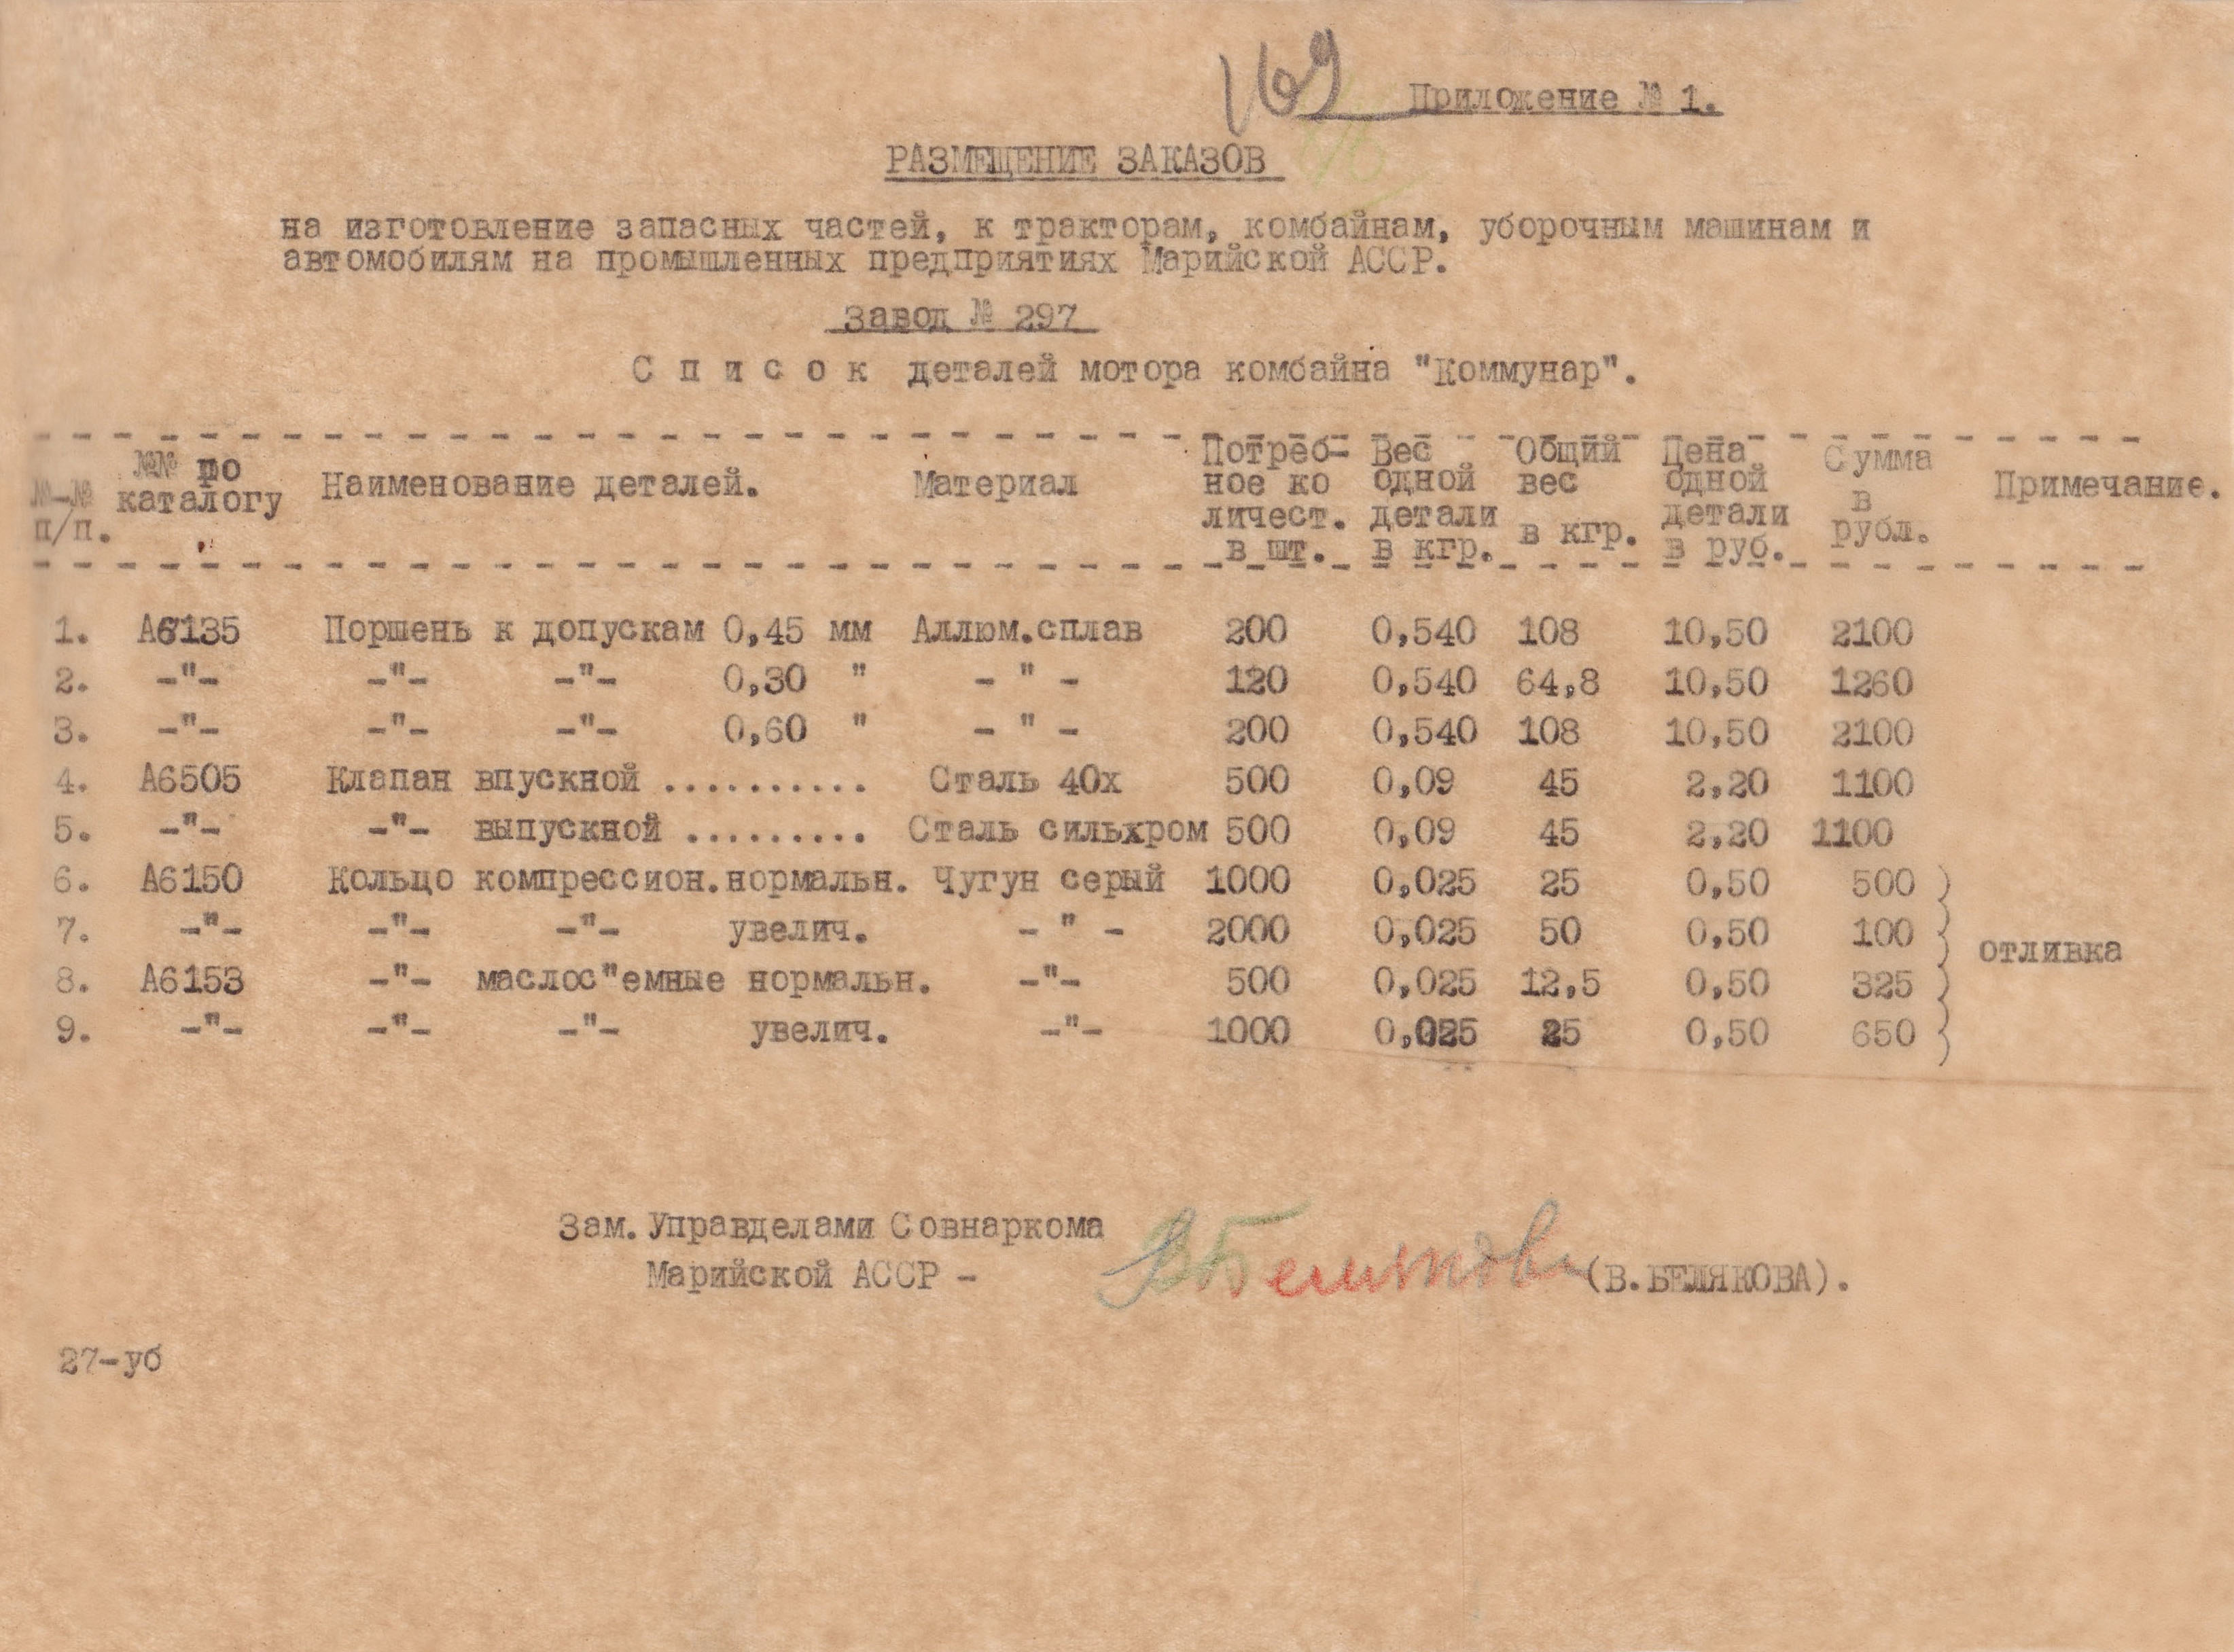 169
Приложение № 1.
РАЗМЕЩЕНИЕ ЗАКАЗОВ
на изготовление запасных частей, к тракторам, комбайнам, уборочным машинам и
автомобилям на промышленных предприятиях Марийской АССР.
Завод № 297
С п и с о к деталей мотора комбайна "Коммунар".
№-№ п/п. №№ по каталогу Наименование деталей. Материал Потреб- ное ко личест. в шт. Вес одной детали в кгр. Общий вес в кгр. Цена одной детали в руб. Сумма в рубл. Примечание.
1. А6135 Поршень к допускам 0,45 мм Аллюм.сплав 200 0,540 108 10,50 2100
2. -"- -"- -"- 0,30 " - " - 120 0,540 64,8 10,50 1260
3. -"- -"- -"- 0,60 " - " - 200 0,540 108 10,50 2100
4. А6505 Клапан впускной .......... Сталь 40х 500 0,09 45 2,20 1100
5. -"- -"- выпускной ......... Сталь сильхром 500 0,09 45 2,20 1100
6. А6150 Кольцо компрессион.нормальн. Чугун серый 1000 0,025 25 0,50 500 )
7. -"- -"- -"- увелич. - " - 2000 0,025 50 0,50 100 ) отливка
8. А6153 -"- маслос"емные нормальн. -"- 500 0,025 12,5 0,50 325 )
9. -"- -"- -"- увелич. -"- 1000 0,025 25 0,50 650 )
Зам. Управделами Совнаркома
Марийской АССР - ВБелякова (В.БЕЛЯКОВА).
27-уб